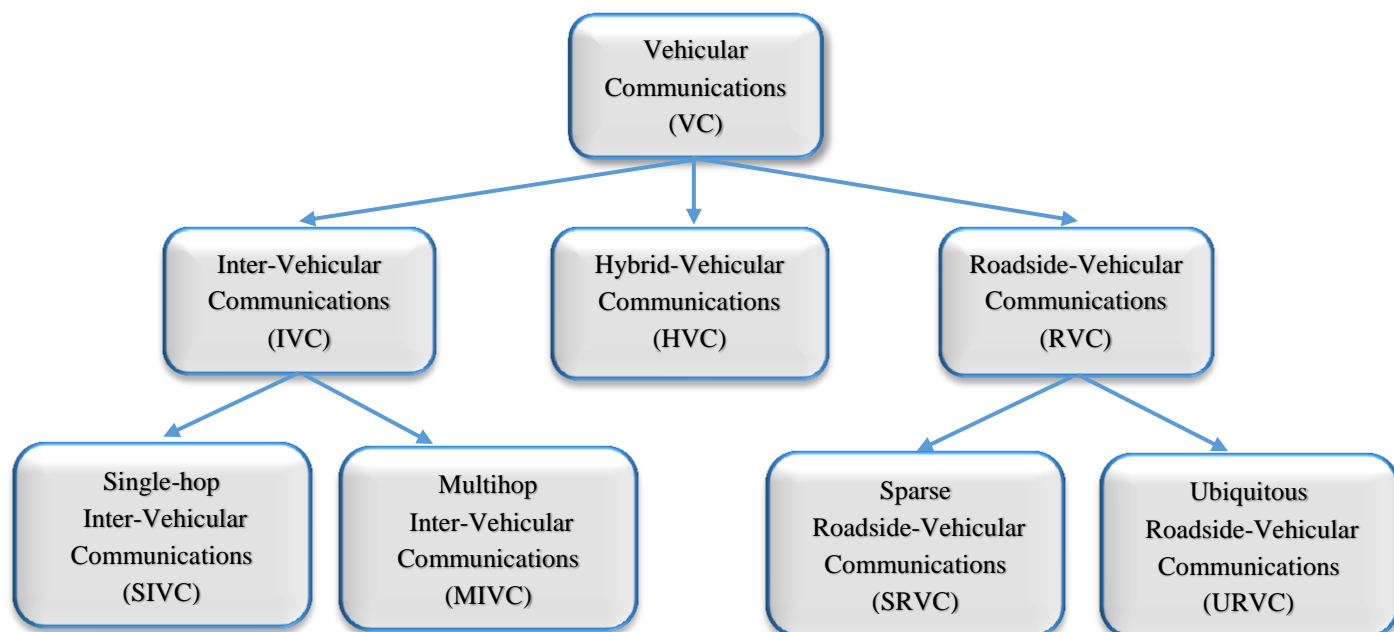 Vehicular
Communications
(VC)
Inter-Vehicular
Communications
(IVC)
Hybrid-Vehicular
Communications
(HVC)
Roadside-Vehicular
Communications
(RVC)
Single-hop
Inter-Vehicular
Communications
(SIVC)
Multihop
Inter-Vehicular
Communications
(MIVC)
Sparse
Roadside-Vehicular
Communications
(SRVC)
Ubiquitous
Roadside-Vehicular
Communications
(URVC)